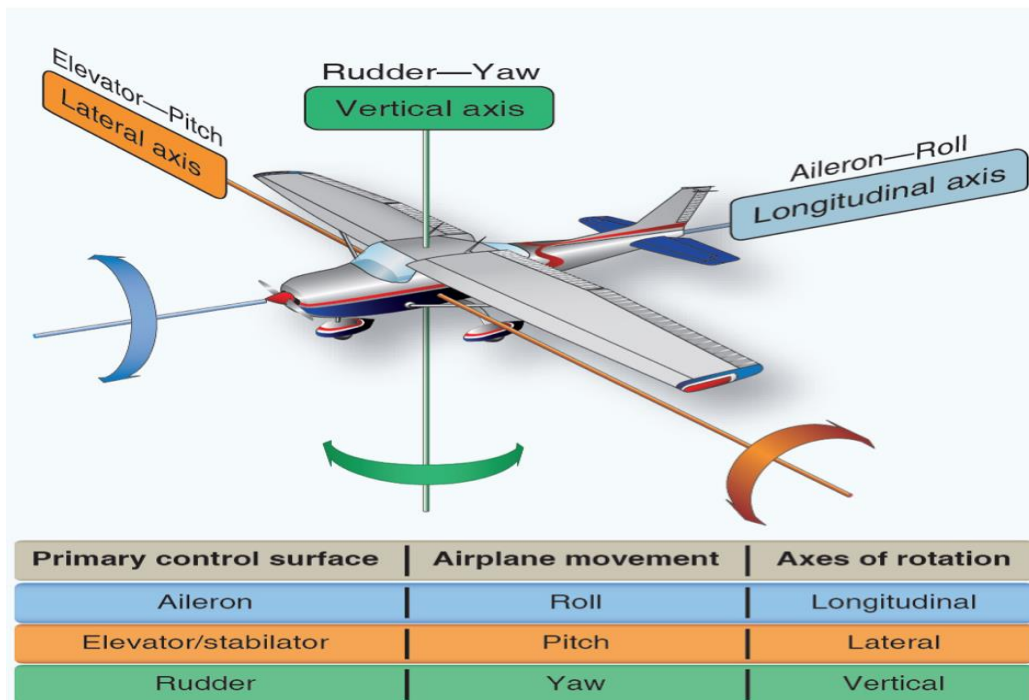 Elevator—Pitch
Lateral axis
Rudder—Yaw
Vertical axis
Aileron—Roll
Longitudinal axis
Primary control surface Airplane movement Axes of rotation
Aileron Roll Longitudinal
Elevator/stabilator Pitch Lateral
Rudder Yaw Vertical